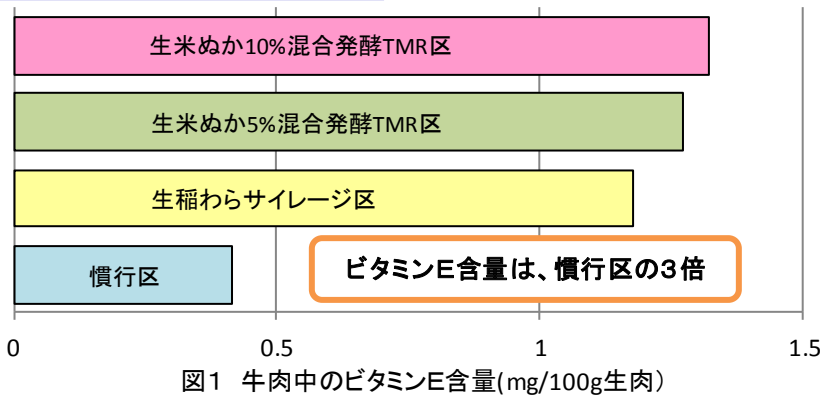 生米ぬか10%混合発酵TMR区
生米ぬか5%混合発酵TMR区
生稲わらサイレージ区
慣行区
ビタミンE含量は、慣行区の3倍
0 0.5 1 1.5
図1 牛肉中のビタミンE含量(mg/100g生肉)